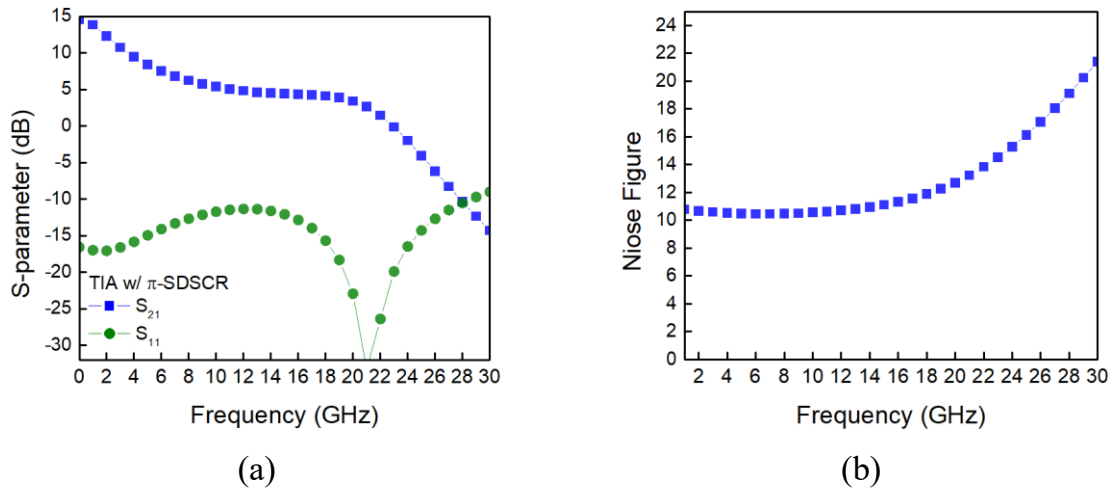 15
10
5
0
-5
-10
-15
-20
-25
-30
S-parameter (dB)
TIA w/ π-SDSCR
S21
S11
0 2 4 6 8 10 12 14 16 18 20 22 24 26 28 30
Frequency (GHz)
(a)
24
22
20
18
16
14
12
10
8
6
4
2
0
Niose Figure
2 4 6 8 10 12 14 16 18 20 22 24 26 28 30
Frequency (GHz)
(b)